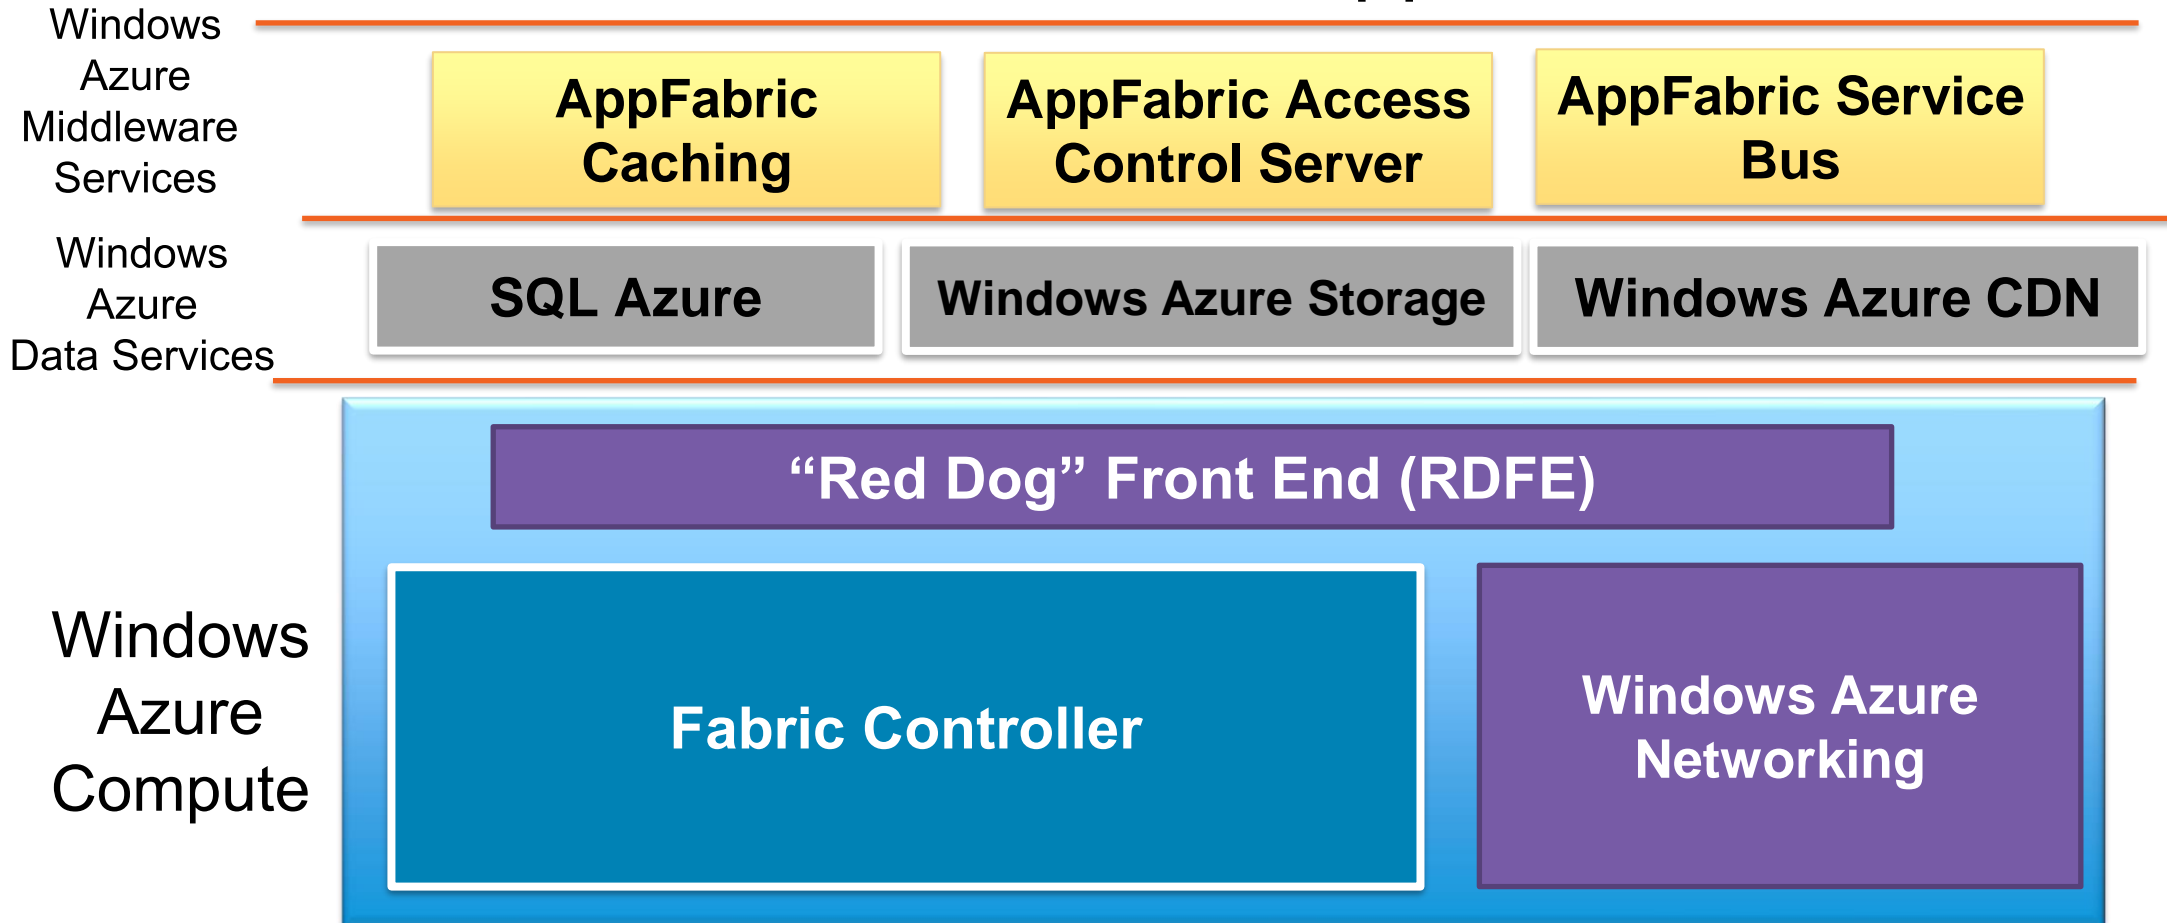 Windows
Azure
Middleware
Services
AppFabric
Caching
AppFabric Access
Control Server
AppFabric Service
Bus
Windows
Azure
Data Services
SQL Azure
Windows Azure Storage
Windows Azure CDN
“Red Dog” Front End (RDFE)
Windows
Azure
Compute
Fabric Controller
Windows Azure
Networking